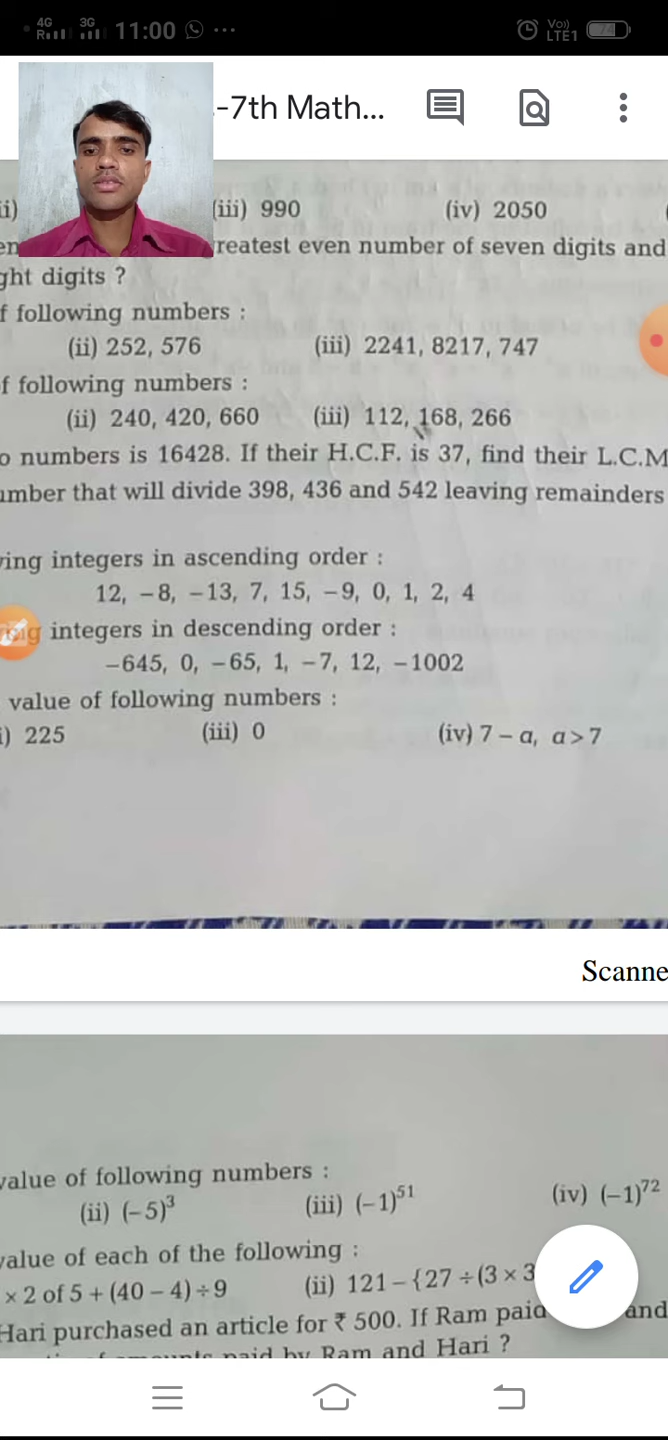 4G R 3G 11:00 ... Vo)) LTE1 74
-7th Math...
ii) (iii) 990 (iv) 2050
reatest even number of seven digits and
ght digits ?
f following numbers :
(ii) 252, 576 (iii) 2241, 8217, 747
f following numbers :
(ii) 240, 420, 660 (iii) 112, 168, 266
o numbers is 16428. If their H.C.F. is 37, find their L.C.M
umber that will divide 398, 436 and 542 leaving remainders
ving integers in ascending order :
12, – 8, – 13, 7, 15, – 9, 0, 1, 2, 4
integers in descending order :
–645, 0, – 65, 1, – 7, 12, – 1002
value of following numbers :
i) 225 (iii) 0 (iv) 7 – a, a > 7
Scanne
value of following numbers :
(ii) (–5)³ (iii) (–1)⁵¹ (iv) (–1)⁷²
value of each of the following :
× 2 of 5 + (40 – 4) ÷ 9 (ii) 121 – {27 ÷ (3 × 3
Hari purchased an article for ₹ 500. If Ram paid and
paid by Ram and Hari ?